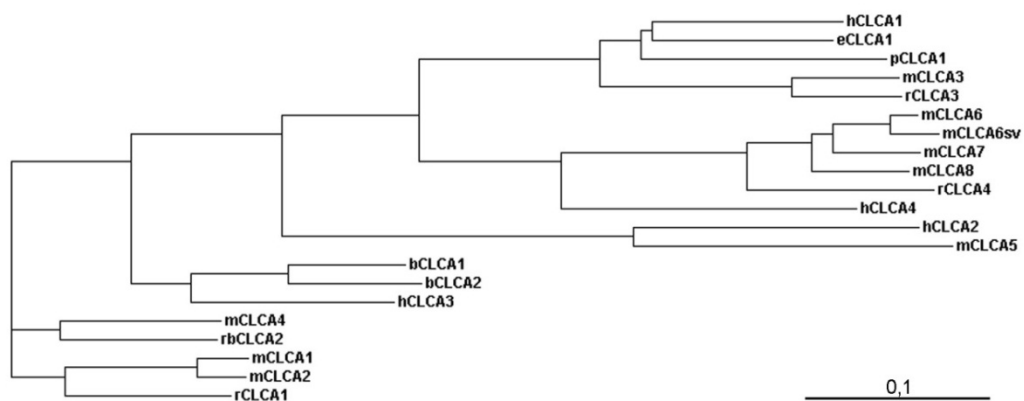 hCLCA1
eCLCA1
pCLCA1
mCLCA3
rCLCA3
mCLCA6
mCLCA6sv
mCLCA7
mCLCA8
rCLCA4
hCLCA4
hCLCA2
mCLCA5
bCLCA1
bCLCA2
hCLCA3
mCLCA4
rbCLCA2
mCLCA1
mCLCA2
rCLCA1
0,1